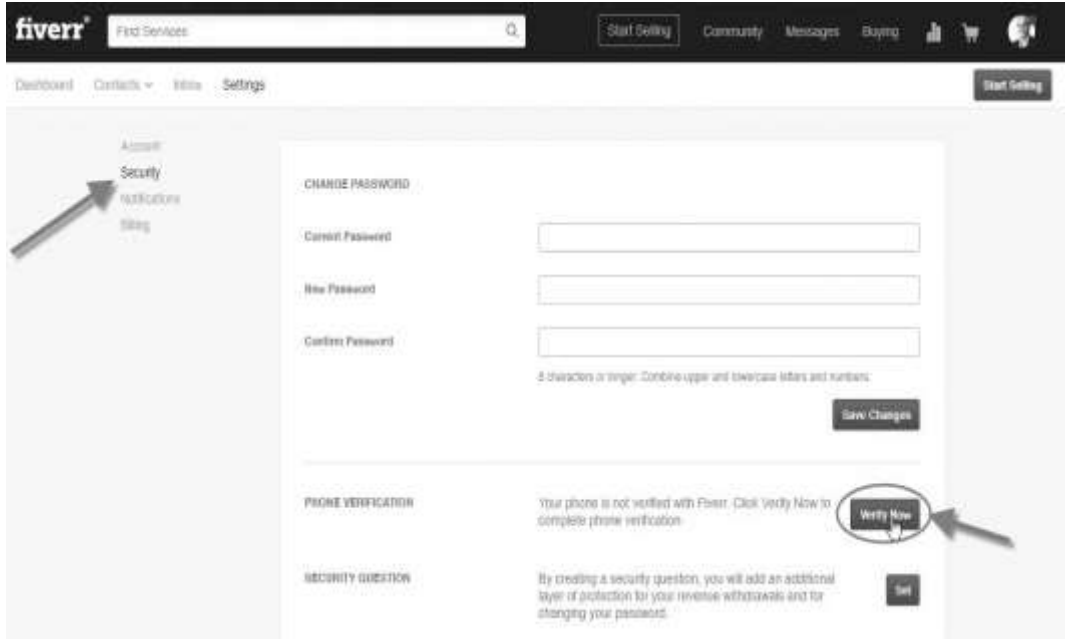 fiverr®
Find Services
Start Selling
Community
Messages
Buying
Dashboard
Contacts
Inbox
Settings
Start Selling
Account
Security
Notifications
Billing
CHANGE PASSWORD
Current Password
New Password
Confirm Password
8 characters or longer. Combine upper and lowercase letters and numbers.
Save Changes
PHONE VERIFICATION
Your phone is not verified with Fiverr. Click Verify Now to
complete phone verification
Verify Now
SECURITY QUESTION
By creating a security question, you will add an additional
layer of protection for your revenue withdrawals and for
changing your password.
Set